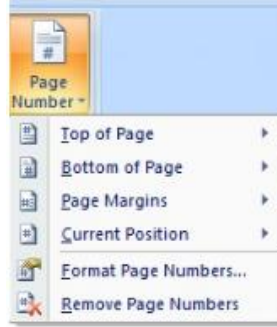 Page
Number
Top of Page
Bottom of Page
Page Margins
Current Position
Format Page Numbers...
Remove Page Numbers